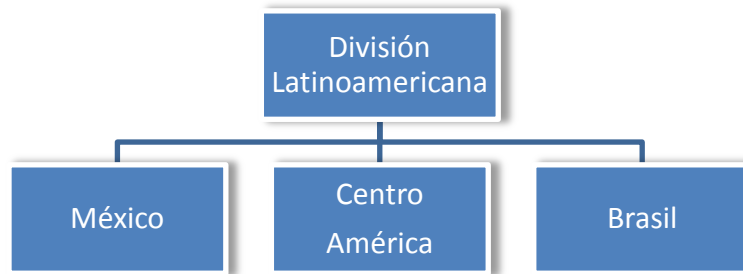 División
Latinoamericana
México
Centro
América
Brasil